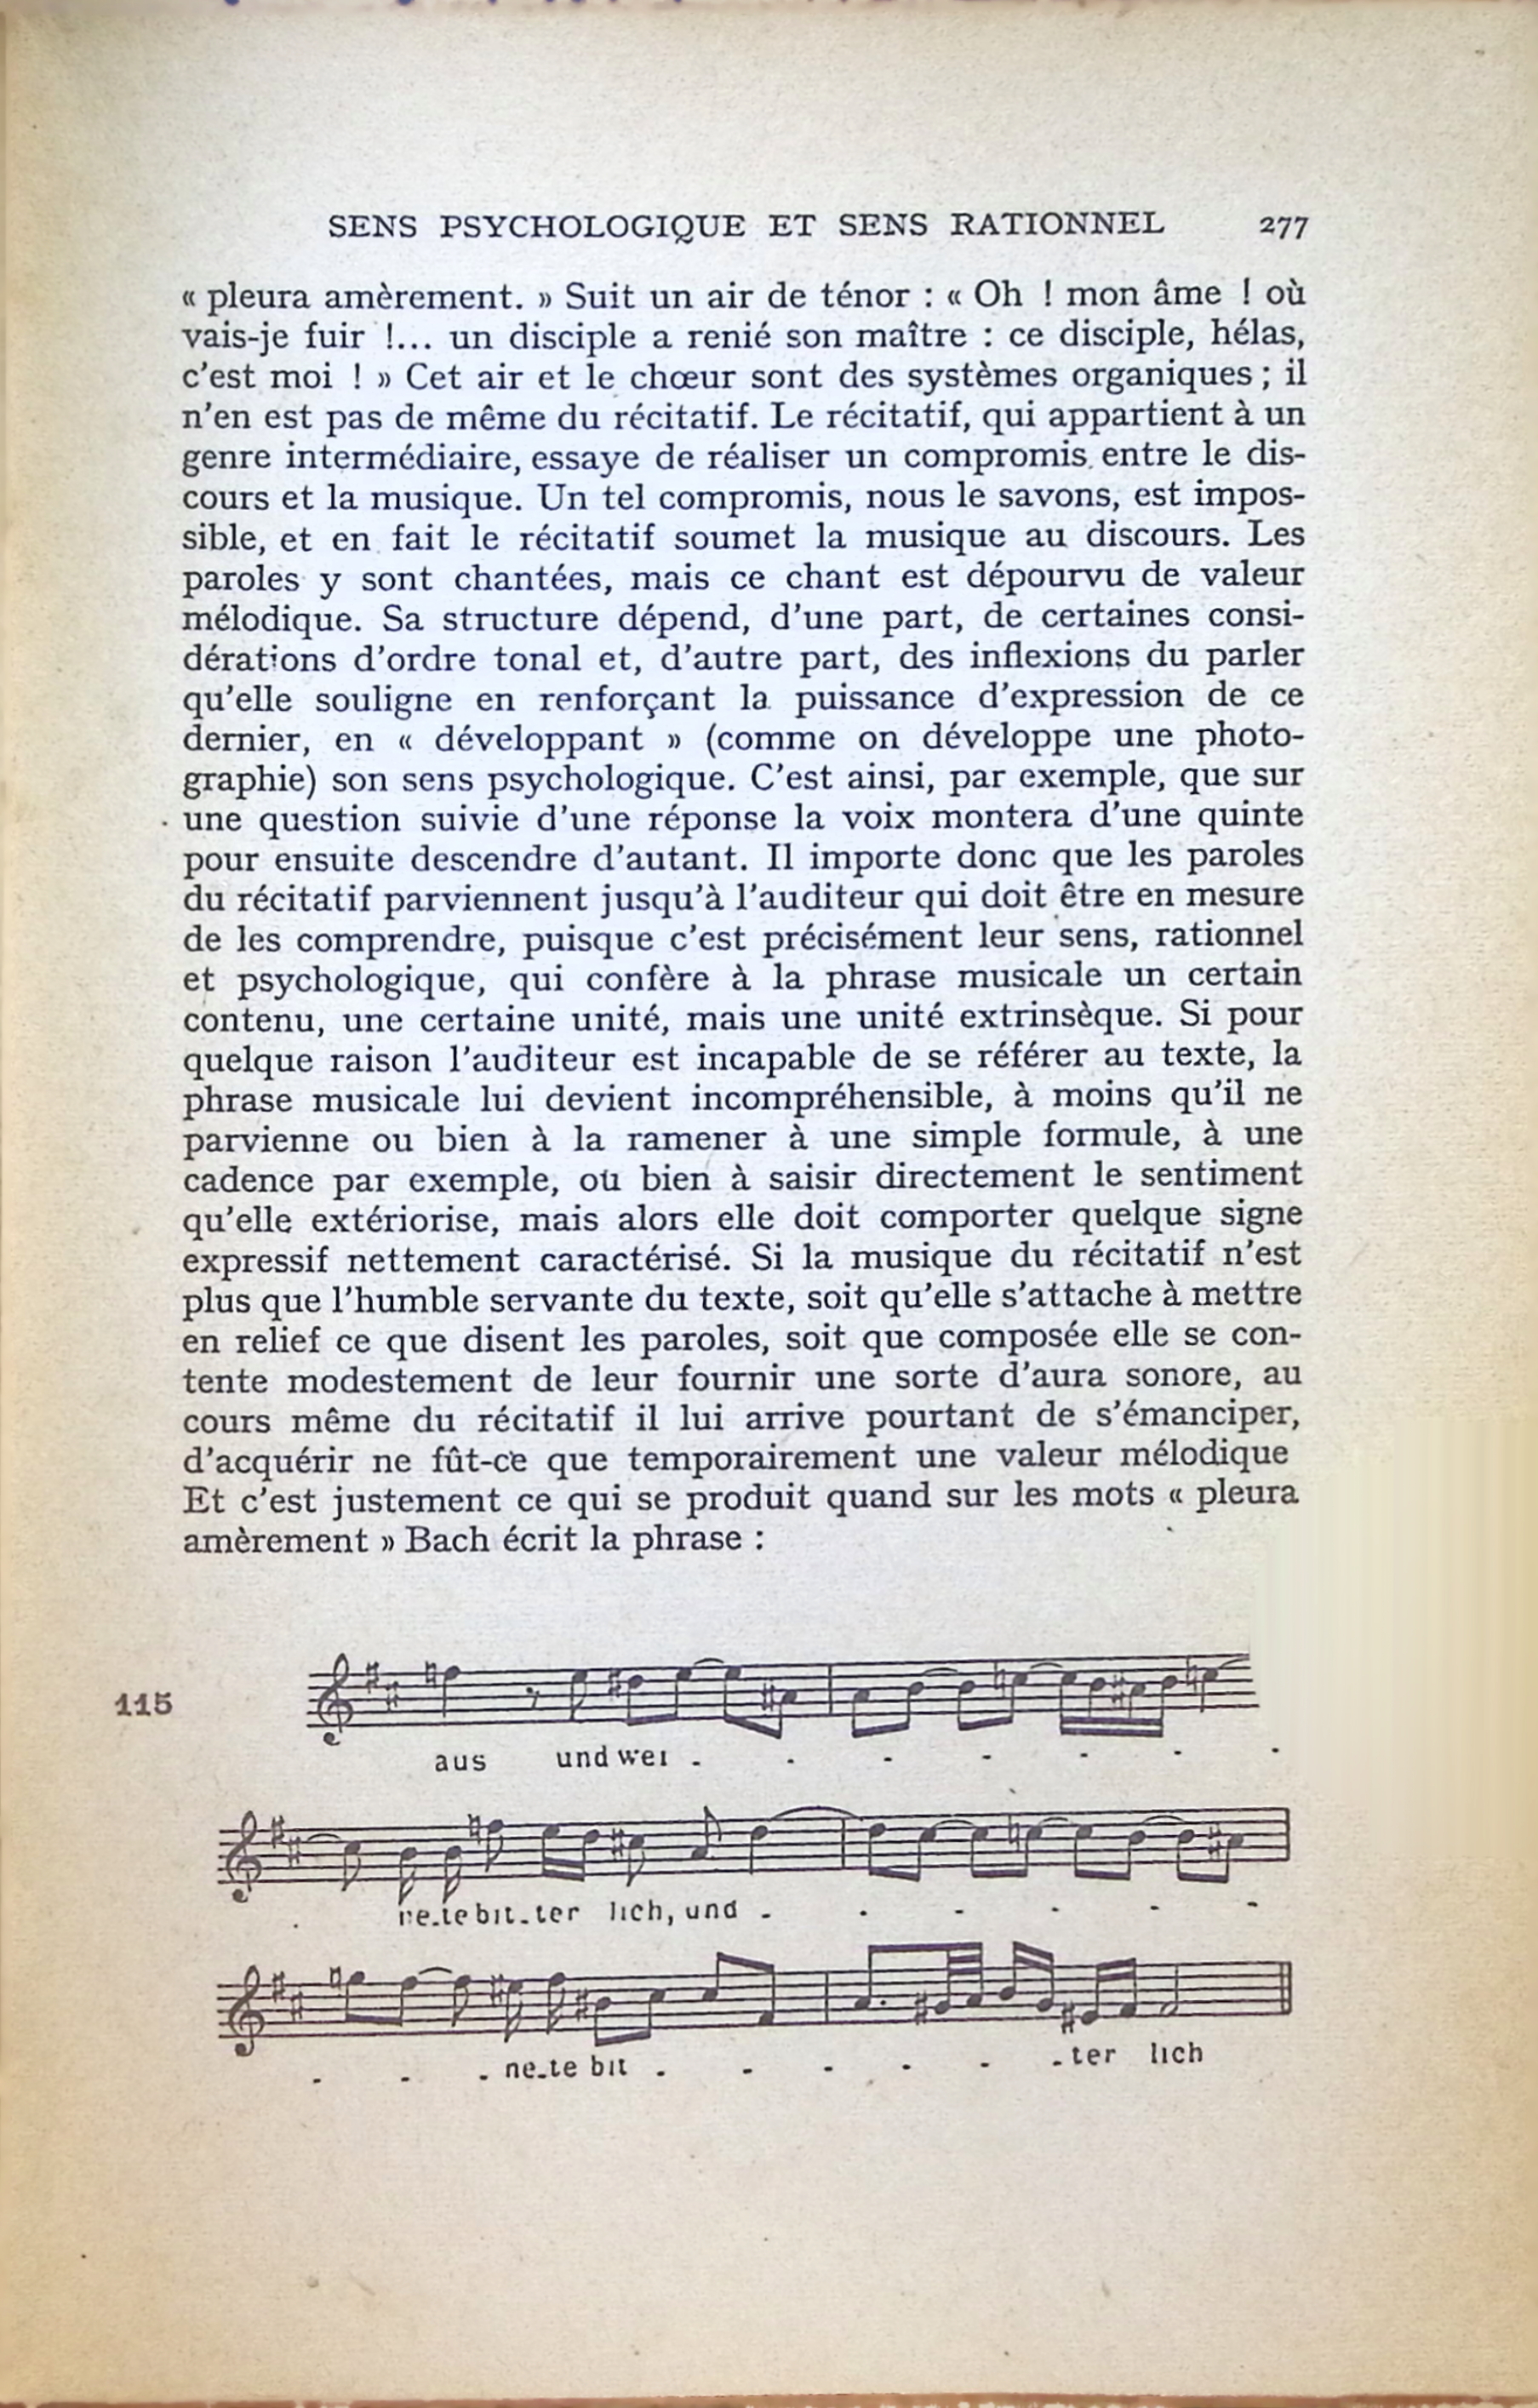 SENS PSYCHOLOGIQUE ET SENS RATIONNEL 277
« pleura amèrement. » Suit un air de ténor : « Oh ! mon âme ! où
vais-je fuir !... un disciple a renié son maître : ce disciple, hélas,
c'est moi ! » Cet air et le chœur sont des systèmes organiques ; il
n'en est pas de même du récitatif. Le récitatif, qui appartient à un
genre intermédiaire, essaye de réaliser un compromis entre le dis-
cours et la musique. Un tel compromis, nous le savons, est impos-
sible, et en fait le récitatif soumet la musique au discours. Les
paroles y sont chantées, mais ce chant est dépourvu de valeur
mélodique. Sa structure dépend, d'une part, de certaines consi-
dérations d'ordre tonal et, d'autre part, des inflexions du parler
qu'elle souligne en renforçant la puissance d'expression de ce
dernier, en « développant » (comme on développe une photo-
graphie) son sens psychologique. C'est ainsi, par exemple, que sur
une question suivie d'une réponse la voix montera d'une quinte
pour ensuite descendre d'autant. Il importe donc que les paroles
du récitatif parviennent jusqu'à l'auditeur qui doit être en mesure
de les comprendre, puisque c'est précisément leur sens, rationnel
et psychologique, qui confère à la phrase musicale un certain
contenu, une certaine unité, mais une unité extrinsèque. Si pour
quelque raison l'auditeur est incapable de se référer au texte, la
phrase musicale lui devient incompréhensible, à moins qu'il ne
parvienne ou bien à la ramener à une simple formule, à une
cadence par exemple, ou bien à saisir directement le sentiment
qu'elle extériorise, mais alors elle doit comporter quelque signe
expressif nettement caractérisé. Si la musique du récitatif n'est
plus que l'humble servante du texte, soit qu'elle s'attache à mettre
en relief ce que disent les paroles, soit que composée elle se con-
tente modestement de leur fournir une sorte d'aura sonore, au
cours même du récitatif il lui arrive pourtant de s'émanciper,
d'acquérir ne fût-ce que temporairement une valeur mélodique
Et c'est justement ce qui se produit quand sur les mots « pleura
amèrement » Bach écrit la phrase :
115
aus und wei - - - - - - -
ne-te bit-ter lich, und - - - - - -
- - - ne-te bit - - - - - - ter lich